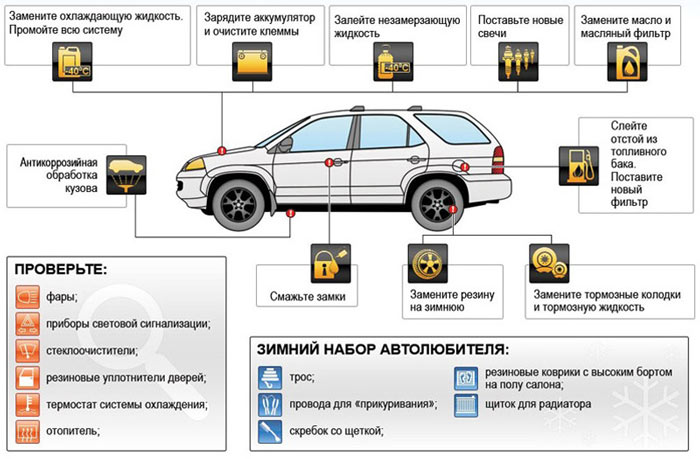 Замените охлаждающую жидкость.
Промойте всю систему
-40°C
Зарядите аккумулятор
и очистите клеммы
Залейте незамерзающую
жидкость
-40°C
Поставьте новые
свечи
Замените масло и
масляный фильтр
Антикоррозийная
обработка
кузова
Слейте
отстой из
топливного
бака.
Поставьте
новый
фильтр
Смажьте замки
Замените резину
на зимнюю
Замените тормозные колодки
и тормозную жидкость
ПРОВЕРЬТЕ:
фары;
приборы световой сигнализации;
стеклоочистители;
резиновые уплотнители дверей;
термостат системы охлаждения;
отопитель;
ЗИМНИЙ НАБОР АВТОЛЮБИТЕЛЯ:
трос;
провода для «прикуривания»;
скребок со щеткой;
резиновые коврики с высоким бортом
на полу салона;
щиток для радиатора